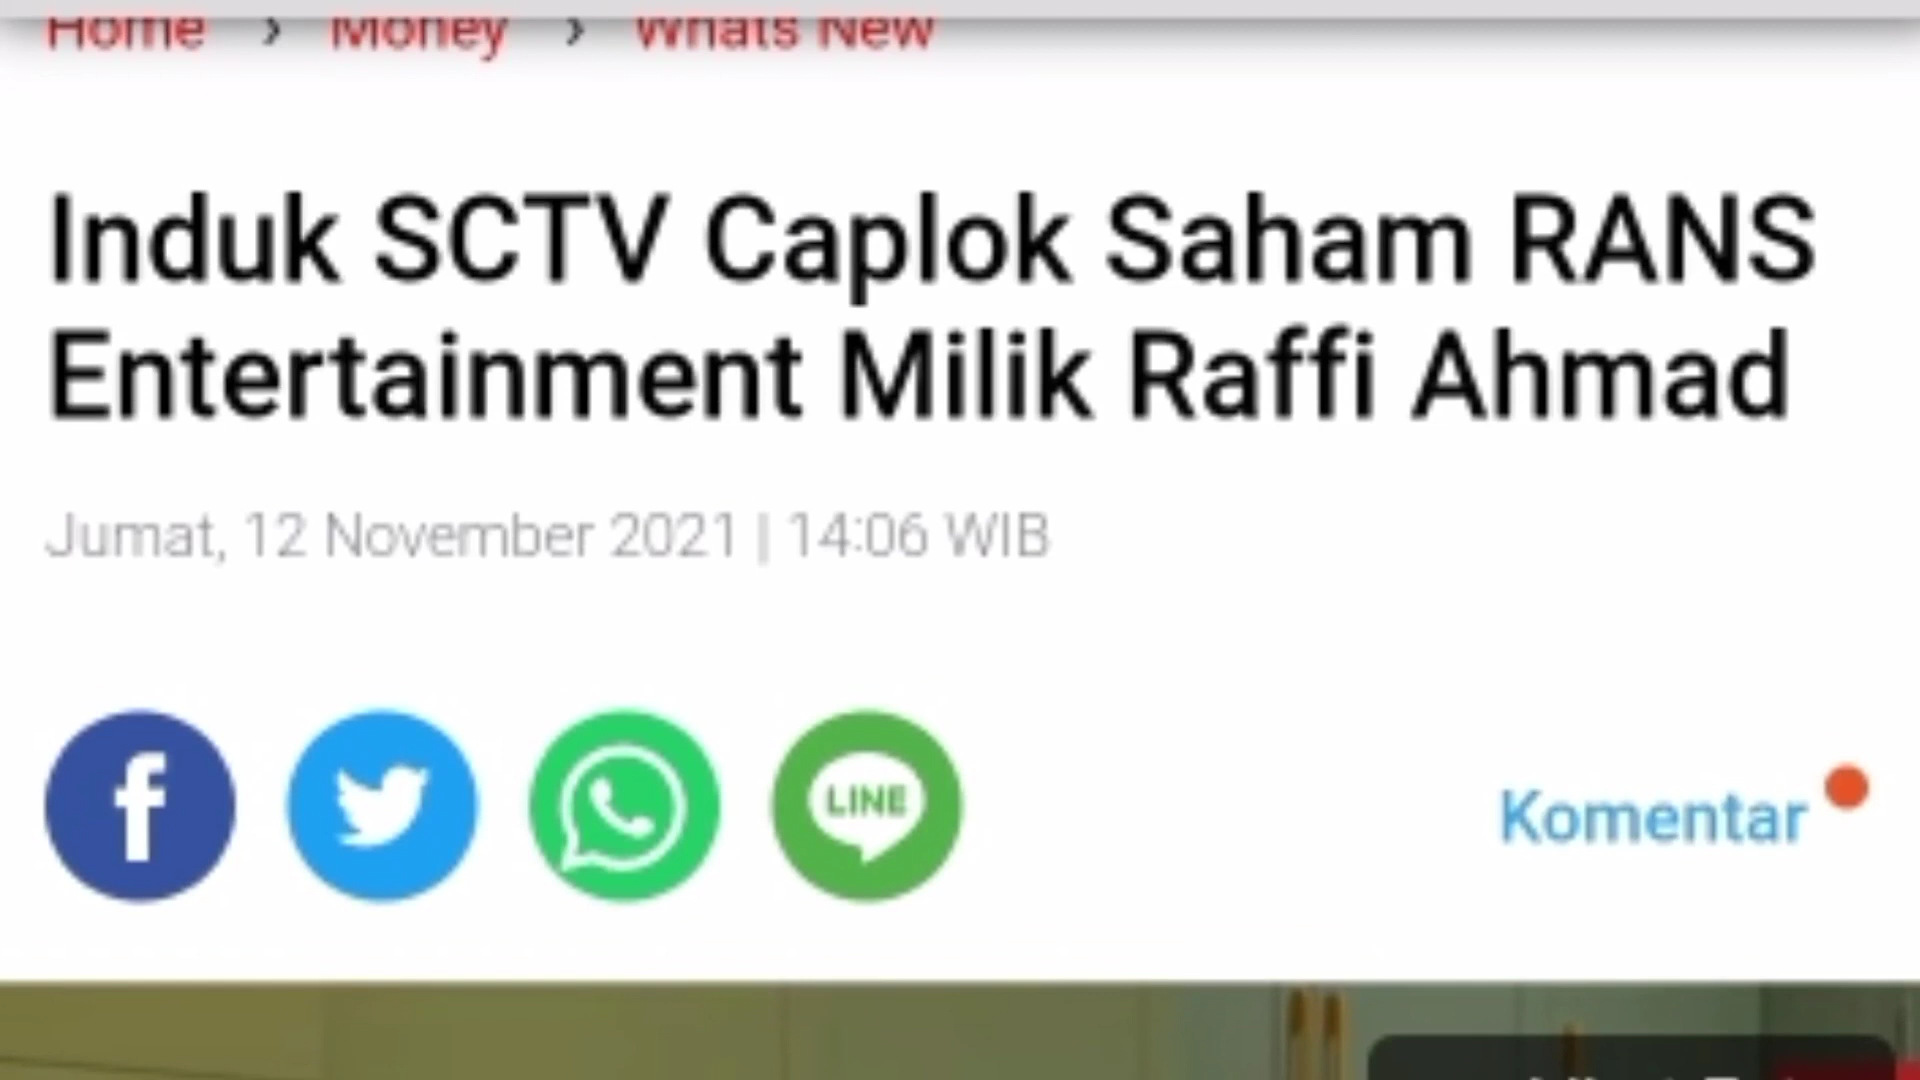 Home > Money > Whats New
Induk SCTV Caplok Saham RANS
Entertainment Milik Raffi Ahmad
Jumat, 12 November 2021 | 14:06 WIB
f
LINE
Komentar